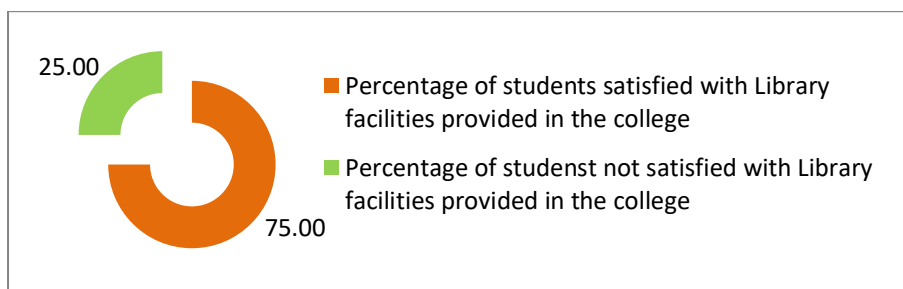 25.00
Percentage of students satisfied with Library
facilities provided in the college
Percentage of studenst not satisfied with Library
facilities provided in the college
75.00